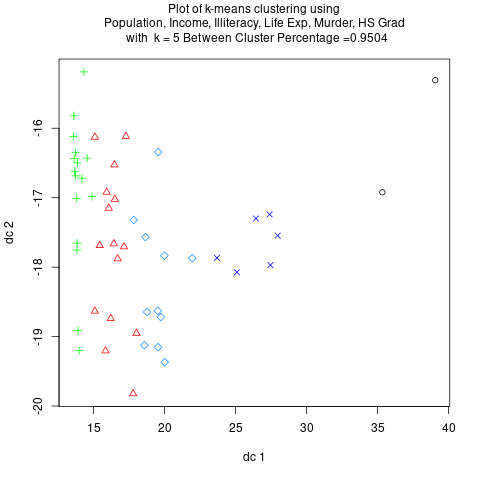 Plot of k-means clustering using
Population, Income, Illiteracy, Life Exp, Murder, HS Grad
with k = 5 Between Cluster Percentage =0.9504
-16
-17
-18
-19
-20
dc 2
15
20
25
30
35
40
dc 1